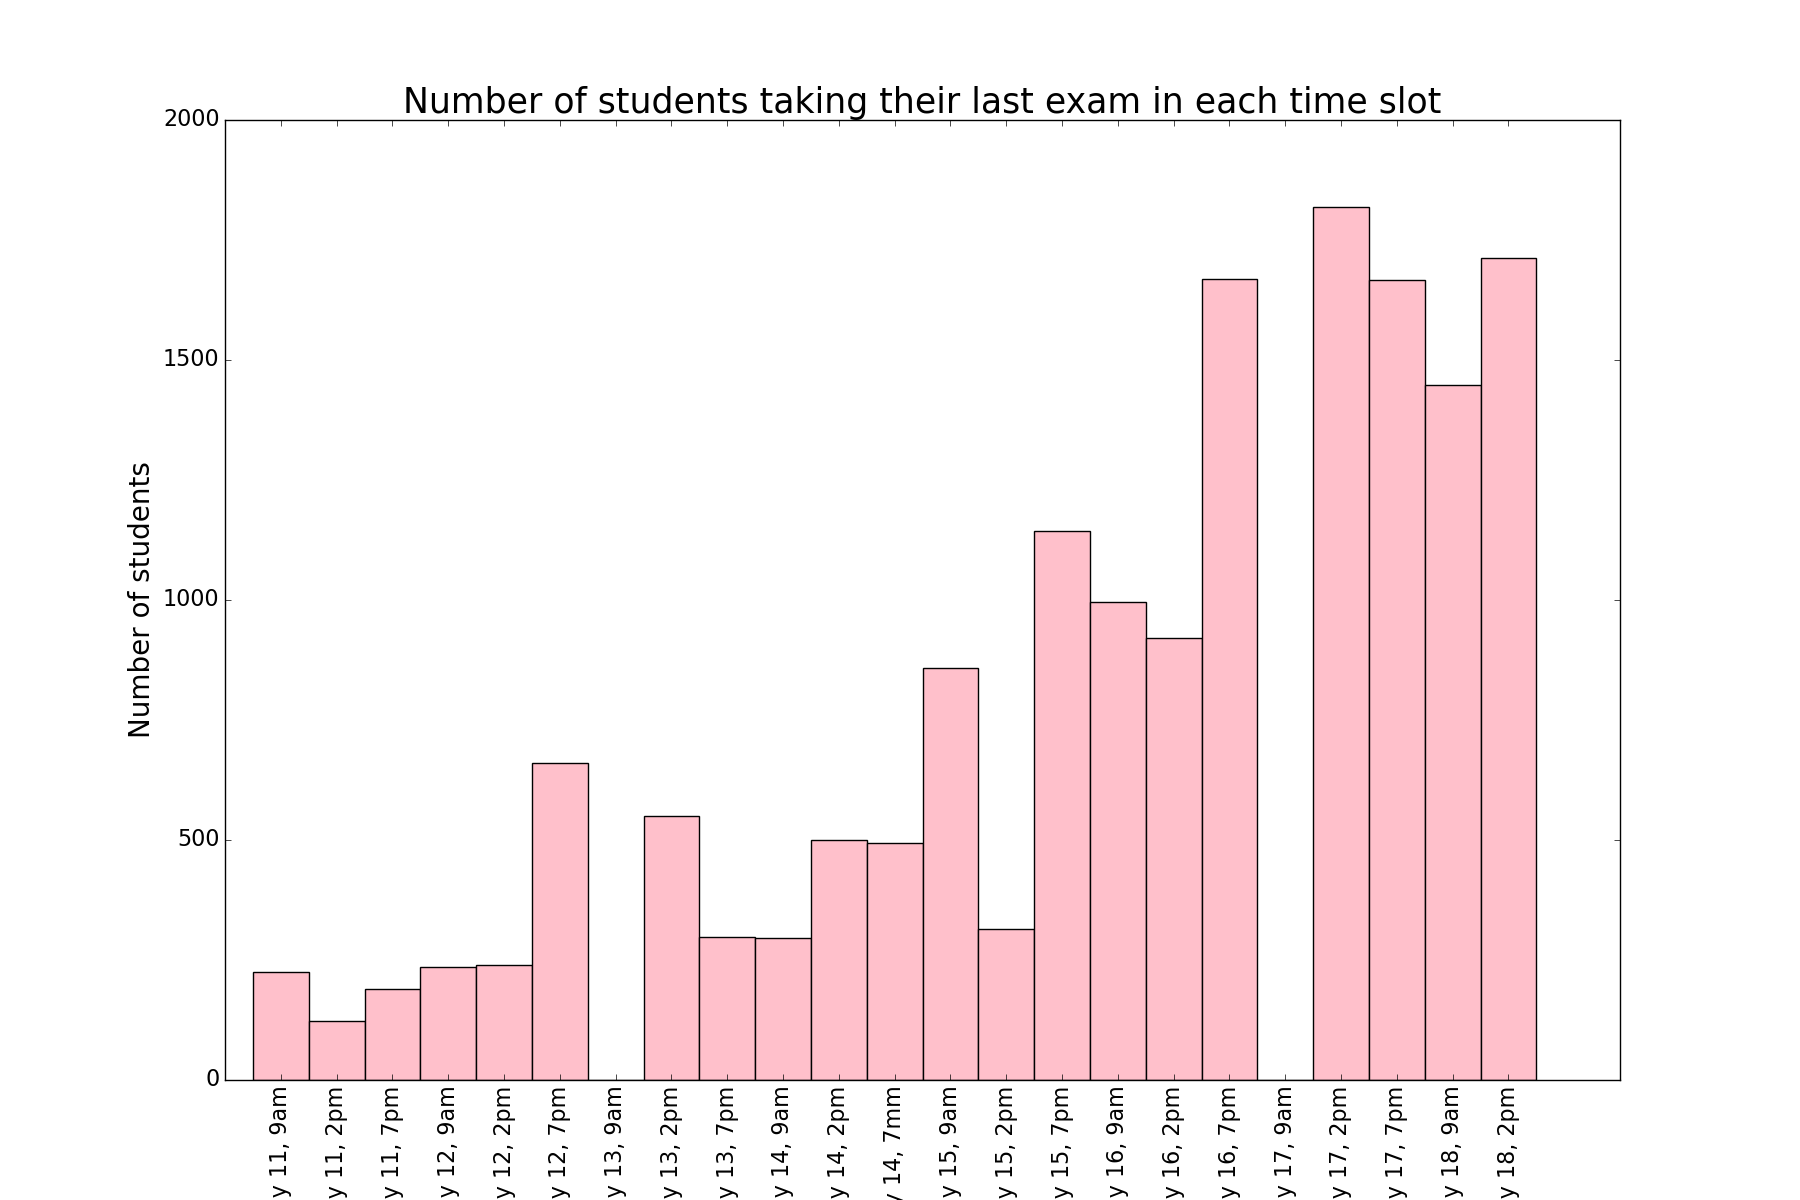 Number of students taking their last exam in each time slot
Number of students
2000
1500
1000
500
0
y 11, 9am
y 11, 2pm
y 11, 7pm
y 12, 9am
y 12, 2pm
y 12, 7pm
y 13, 9am
y 13, 2pm
y 13, 7pm
y 14, 9am
y 14, 2pm
y 14, 7mm
y 15, 9am
y 15, 2pm
y 15, 7pm
y 16, 9am
y 16, 2pm
y 16, 7pm
y 17, 9am
y 17, 2pm
y 17, 7pm
y 18, 9am
y 18, 2pm